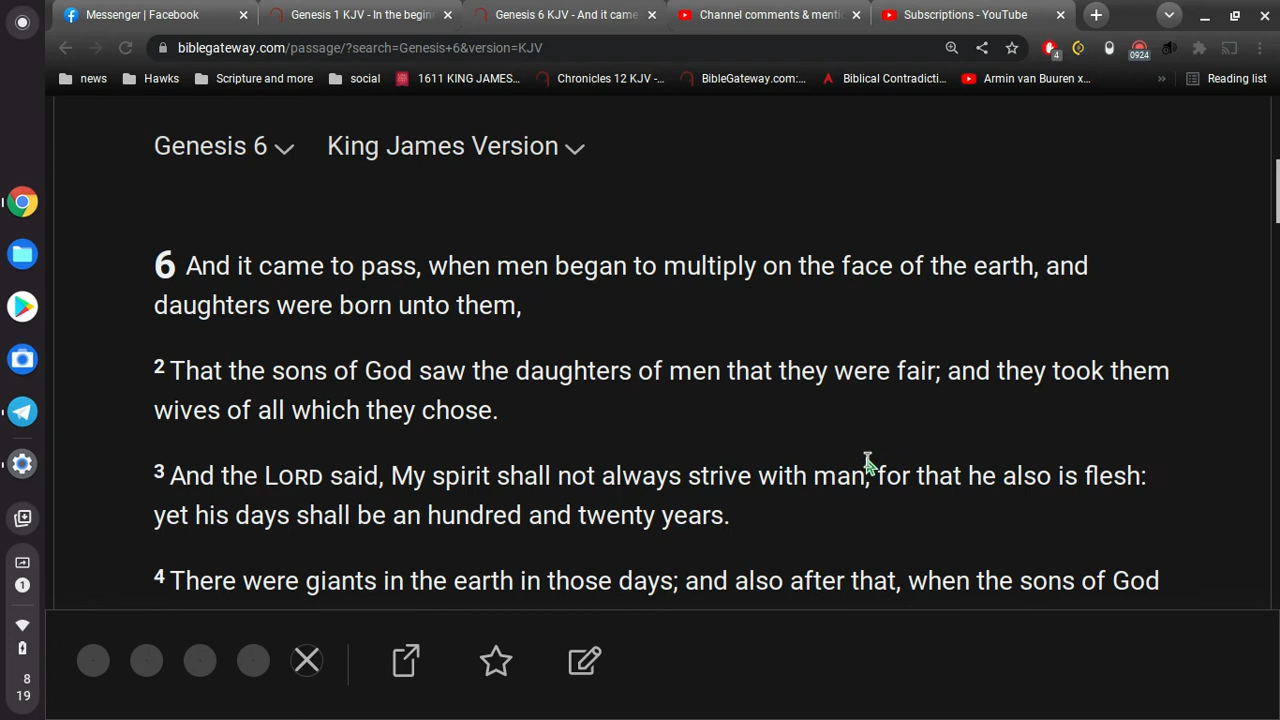 Messenger | Facebook
Genesis 1 KJV - In the beginn
Genesis 6 KJV - And it came
Channel comments & menti
Subscriptions - YouTube
biblegateway.com/passage/?search=Genesis+6&version=KJV
4
0924
news
Hawks
Scripture and more
social
1611 KING JAMES...
Chronicles 12 KJV -...
BibleGateway.com:...
Biblical Contradicti...
Armin van Buuren x...
»
Reading list
Genesis 6
King James Version
6 And it came to pass, when men began to multiply on the face of the earth, and
daughters were born unto them,
2 That the sons of God saw the daughters of men that they were fair; and they took them
wives of all which they chose.
3 And the LORD said, My spirit shall not always strive with man, for that he also is flesh:
yet his days shall be an hundred and twenty years.
4 There were giants in the earth in those days; and also after that, when the sons of God
1
8
19